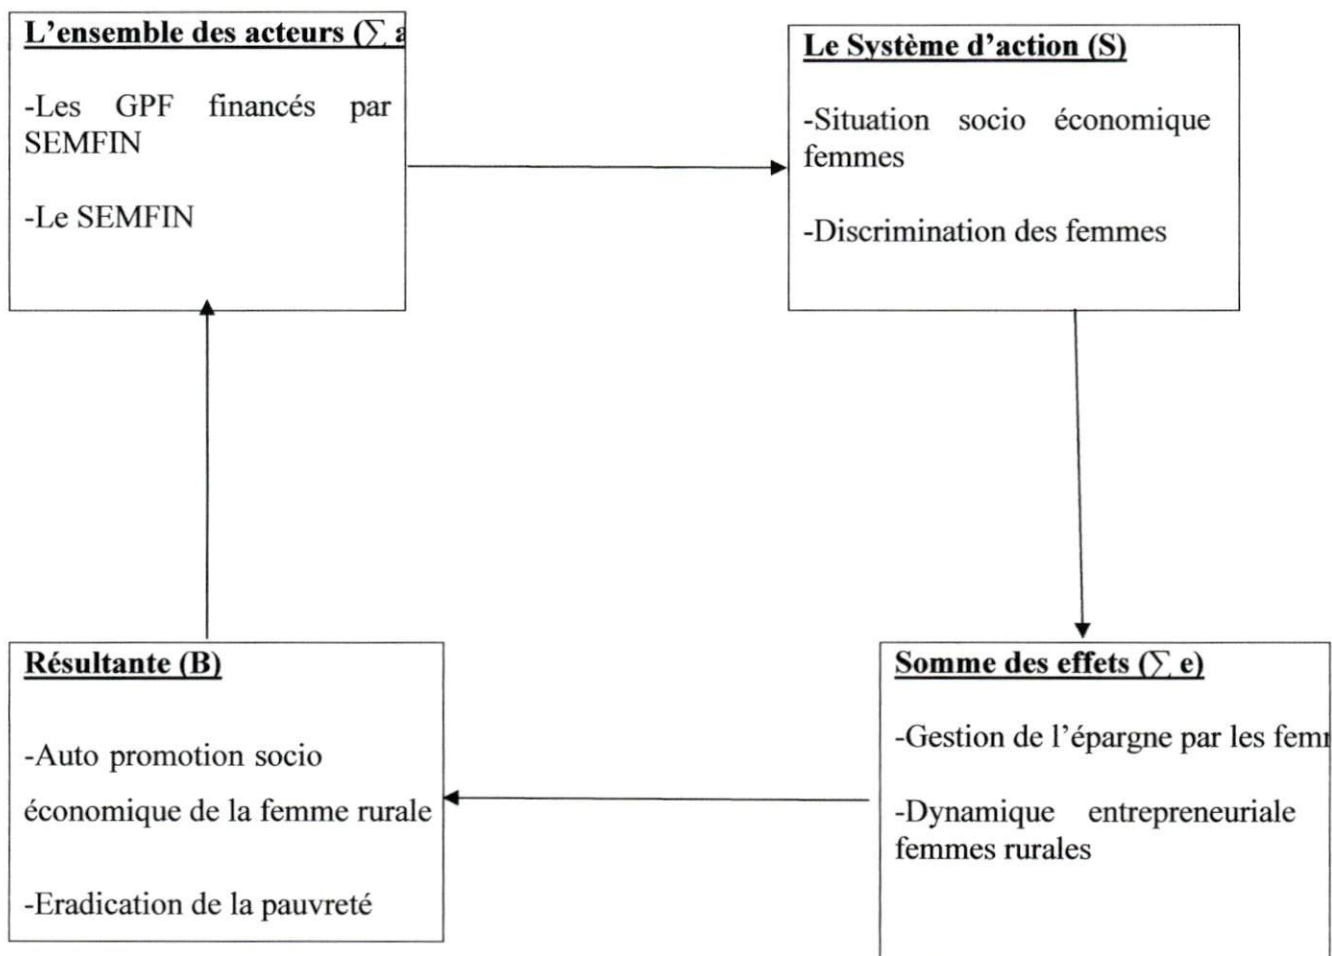 L'ensemble des acteurs (∑ a
-Les GPF financés par
SEMFIN
-Le SEMFIN
Le Système d'action (S)
-Situation socio économique
femmes
-Discrimination des femmes
Résultante (B)
-Auto promotion socio
économique de la femme rurale
-Eradication de la pauvreté
Somme des effets (∑ e)
-Gestion de l'épargne par les fem
-Dynamique entrepreneuriale
femmes rurales